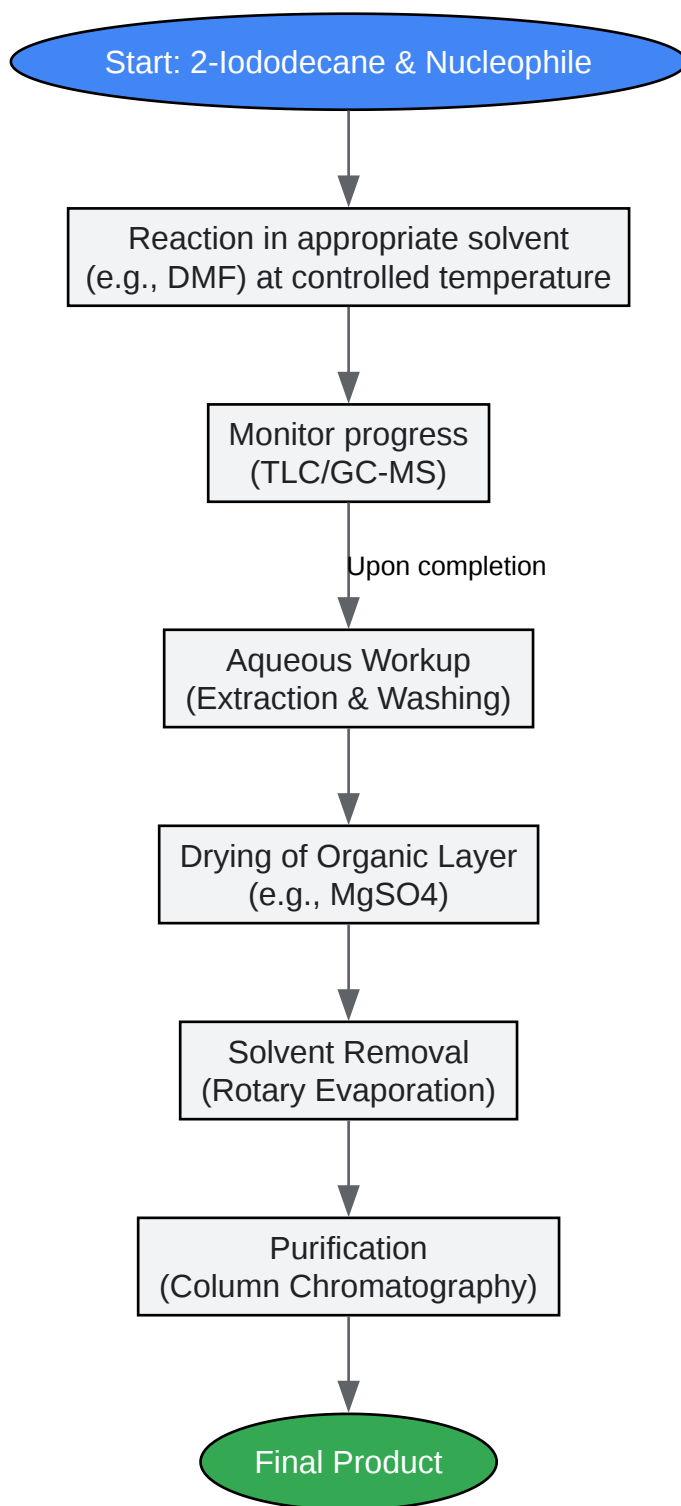 Start: 2-Iododecane & Nucleophile
Reaction in appropriate solvent
(e.g., DMF) at controlled temperature
Monitor progress
(TLC/GC-MS)
Upon completion
Aqueous Workup
(Extraction & Washing)
Drying of Organic Layer
(e.g., MgSO4)
Solvent Removal
(Rotary Evaporation)
Purification
(Column Chromatography)
Final Product